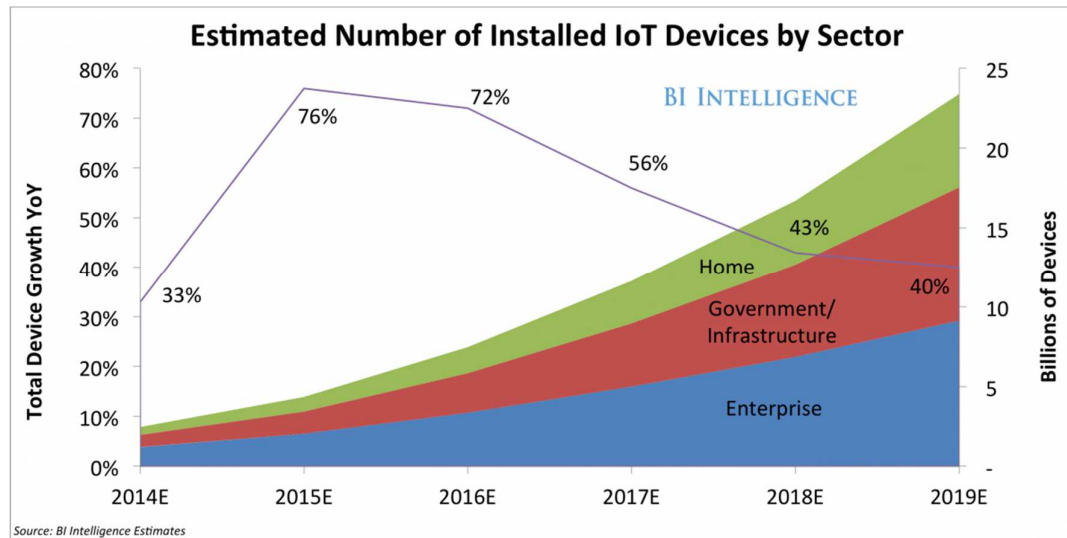 Estimated Number of Installed IoT Devices by Sector
BI INTELLIGENCE
Total Device Growth YoY
80%
70%
60%
50%
40%
30%
20%
10%
0%
33%
76%
72%
56%
43%
40%
Home
Government/
Infrastructure
Enterprise
25
20
15
10
5
-
Billions of Devices
2014E
2015E
2016E
2017E
2018E
2019E
Source: BI Intelligence Estimates